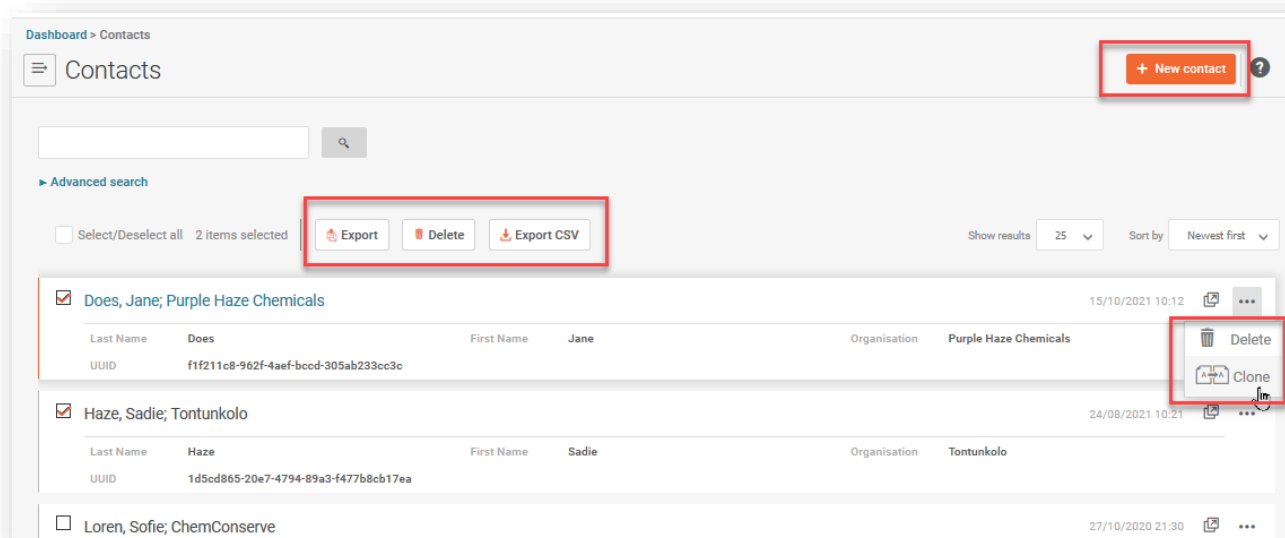 Dashboard > Contacts
Contacts
+ New contact
?
▶ Advanced search
Select/Deselect all 2 items selected Export Delete Export CSV Show results 25 Sort by Newest first
Does, Jane; Purple Haze Chemicals 15/10/2021 10:12
Last Name Does First Name Jane Organisation Purple Haze Chemicals
UUID f1f211c8-962f-4aef-bccd-305ab233cc3c
Delete
A A Clone
Haze, Sadie; Tontunkolo 24/08/2021 10:21
Last Name Haze First Name Sadie Organisation Tontunkolo
UUID 1d5cd865-20e7-4794-89a3-f477b8cb17ea
Loren, Sofie; ChemConserve 27/10/2020 21:30